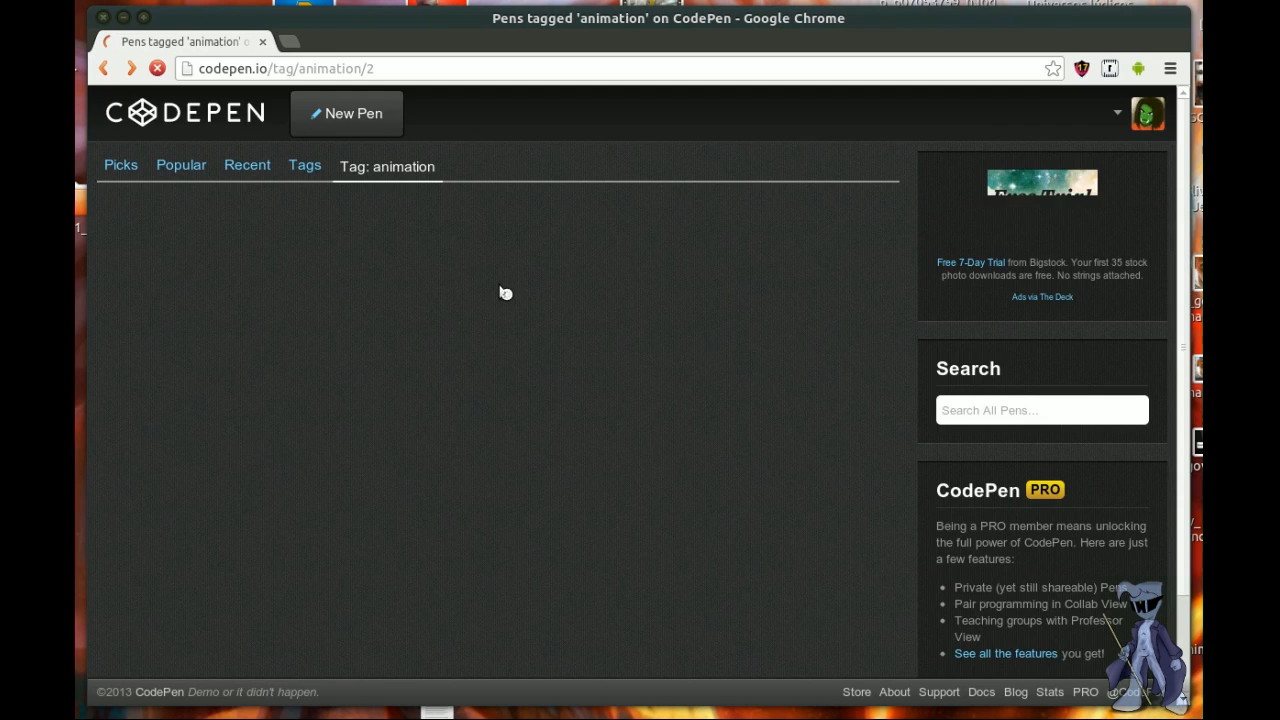 Pens tagged 'animation' on CodePen - Google Chrome
Pens tagged 'animation' o
codepen.io/tag/animation/2
17
CODEPEN
New Pen
Picks Popular Recent Tags Tag: animation
Free Trial
Free 7-Day Trial from Bigstock. Your first 35 stock
photo downloads are free. No strings attached.
Ads via The Deck
Search
Search All Pens...
CodePen PRO
Being a PRO member means unlocking
the full power of CodePen. Here are just
a few features:
Private (yet still shareable) Pens
Pair programming in Collab View
Teaching groups with Professor
View
See all the features you get!
©2013 CodePen Demo or it didn't happen.
Store About Support Docs Blog Stats PRO